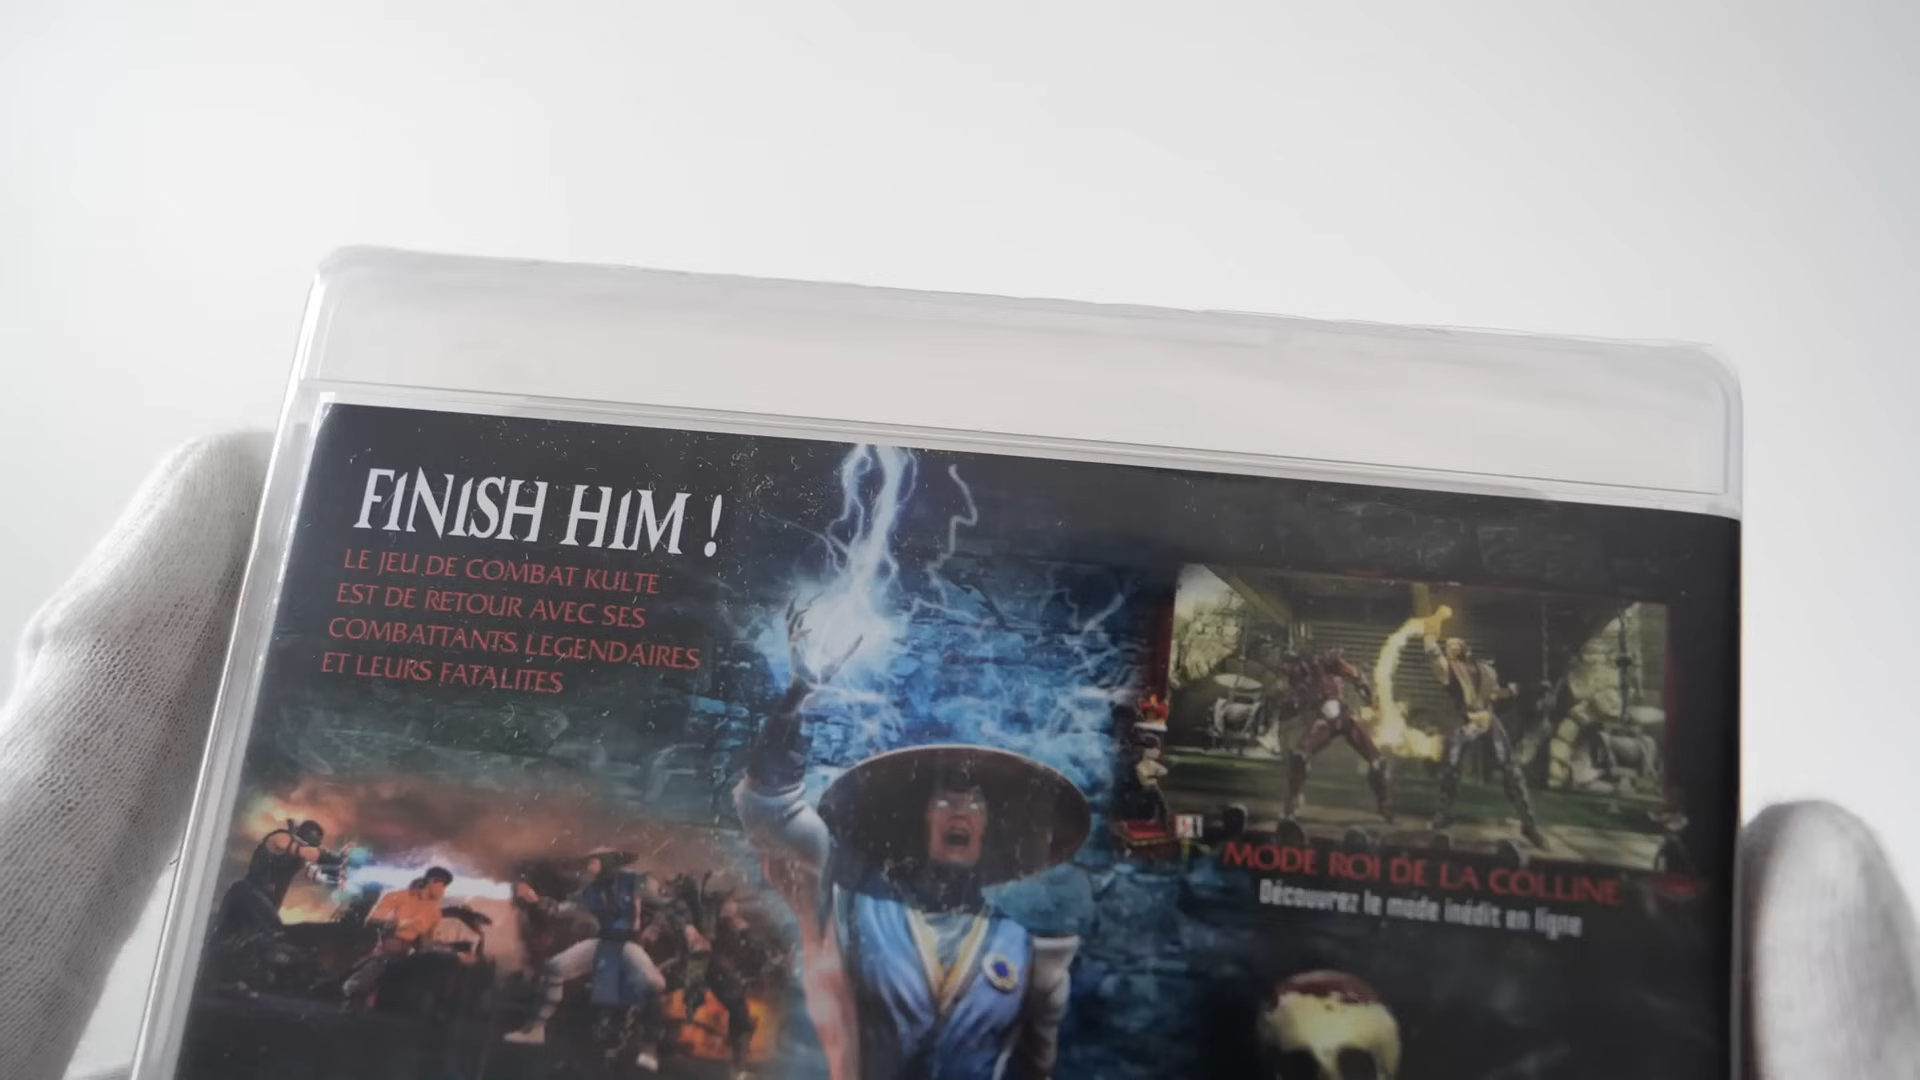 FINISH HIM !
LE JEU DE COMBAT KULTE
EST DE RETOUR AVEC SES
COMBATTANTS LEGENDAIRES
ET LEURS FATALITES
MODE ROI DE LA COLLINE
Découvrez le mode inédit en ligne